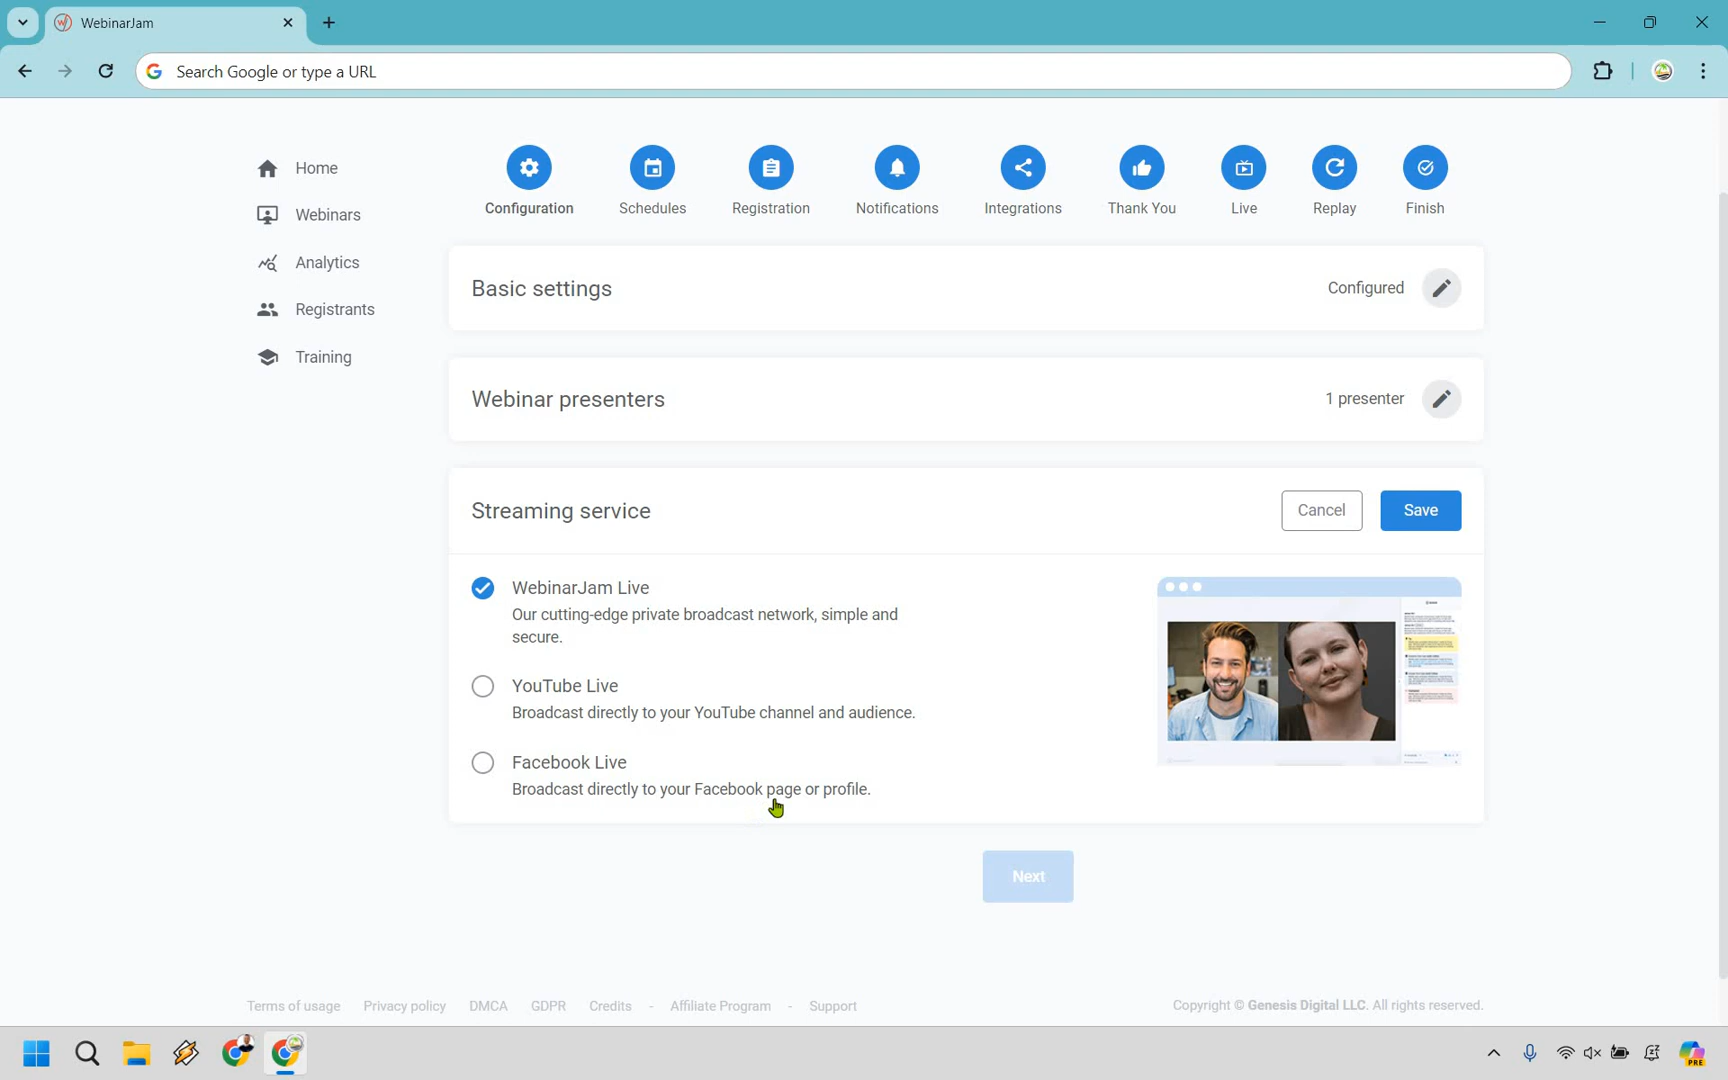 WebinarJam
Search Google or type a URL
Home
Webinars
Analytics
Registrants
Training
Configuration
Schedules
Registration
Notifications
Integrations
Thank You
Live
Replay
Finish
Basic settings
Configured
Webinar presenters
1 presenter
Streaming service
Cancel
Save
WebinarJam Live
Our cutting-edge private broadcast network, simple and
secure.
YouTube Live
Broadcast directly to your YouTube channel and audience.
Facebook Live
Broadcast directly to your Facebook page or profile.
Next
Terms of usage Privacy policy DMCA GDPR Credits - Affiliate Program - Support
Copyright © Genesis Digital LLC. All rights reserved.
PRE